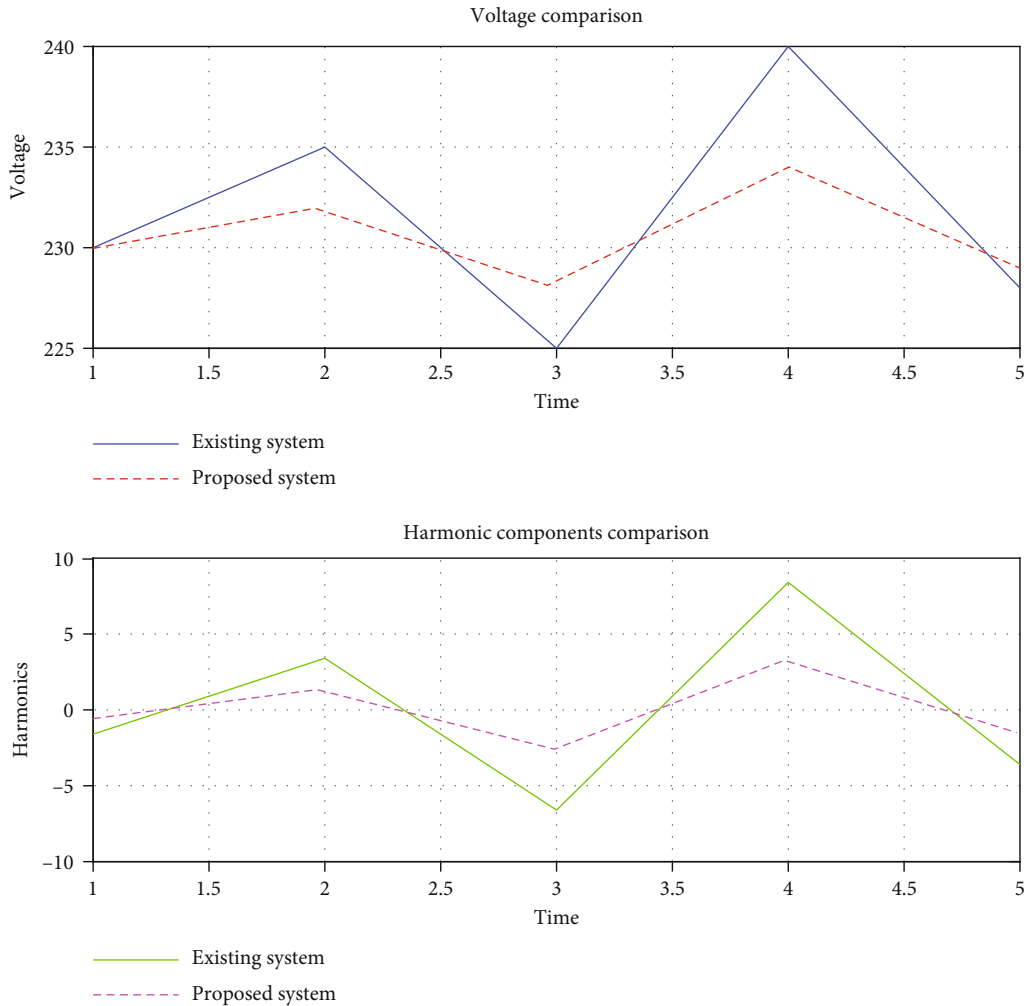 Voltage comparison
240
235
230
225
Voltage
1 1.5 2 2.5 3 3.5 4 4.5 5
Time
Existing system
Proposed system
Harmonic components comparison
10
5
0
–5
–10
Harmonics
1 1.5 2 2.5 3 3.5 4 4.5 5
Time
Existing system
Proposed system